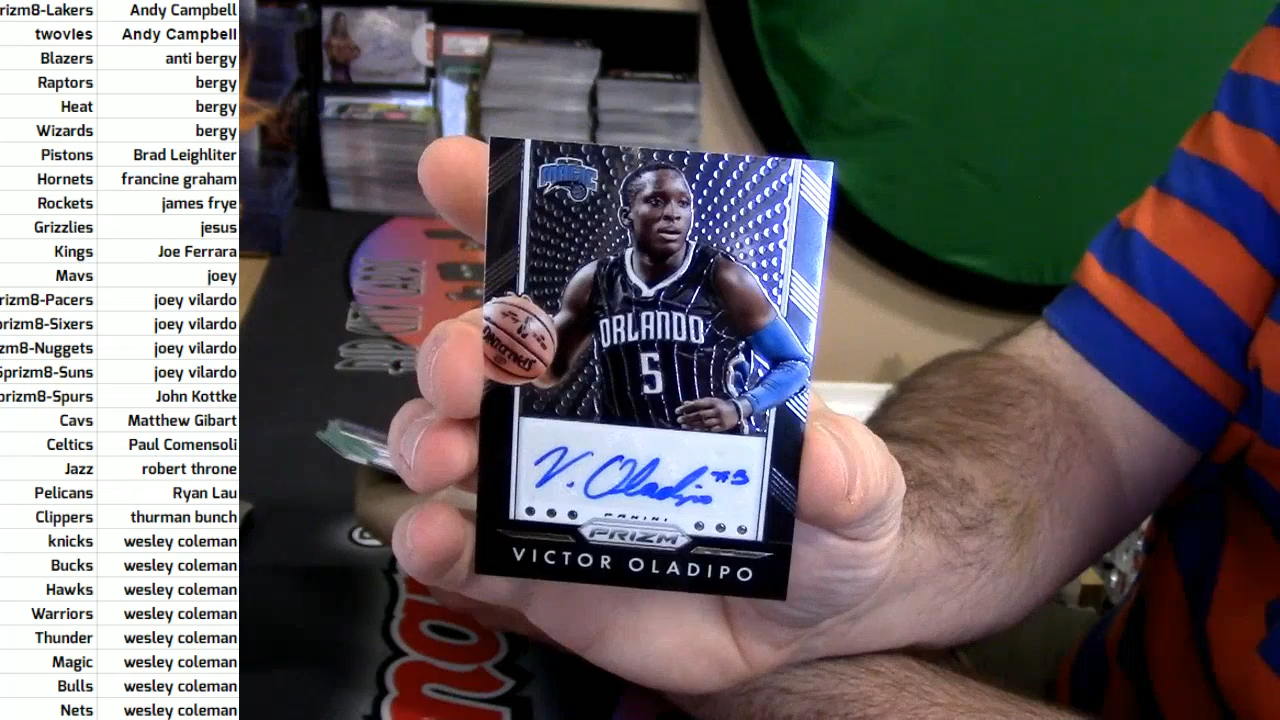 rizm8-Lakers Andy Campbell
twovies Andy Campbell
Blazers anti bergy
Raptors bergy
Heat bergy
Wizards bergy
Pistons Brad Leighliter
Hornets francine graham
Rockets james frye
Grizzlies jesus
Kings Joe Ferrara
Mavs joey
rizm8-Pacers joey vilardo
prizm8-Sixers joey vilardo
zm8-Nuggets joey vilardo
prizm8-Suns joey vilardo
prizm8-Spurs John Kottke
Cavs Matthew Gibart
Celtics Paul Comensoli
Jazz robert throne
Pelicans Ryan Lau
Clippers thurman bunch
knicks wesley coleman
Bucks wesley coleman
Hawks wesley coleman
Warriors wesley coleman
Thunder wesley coleman
Magic wesley coleman
Bulls wesley coleman
Nets wesley coleman
MAGIC
ORLANDO
5
V. Oladipo
PANINI
PRIZM
VICTOR OLADIPO